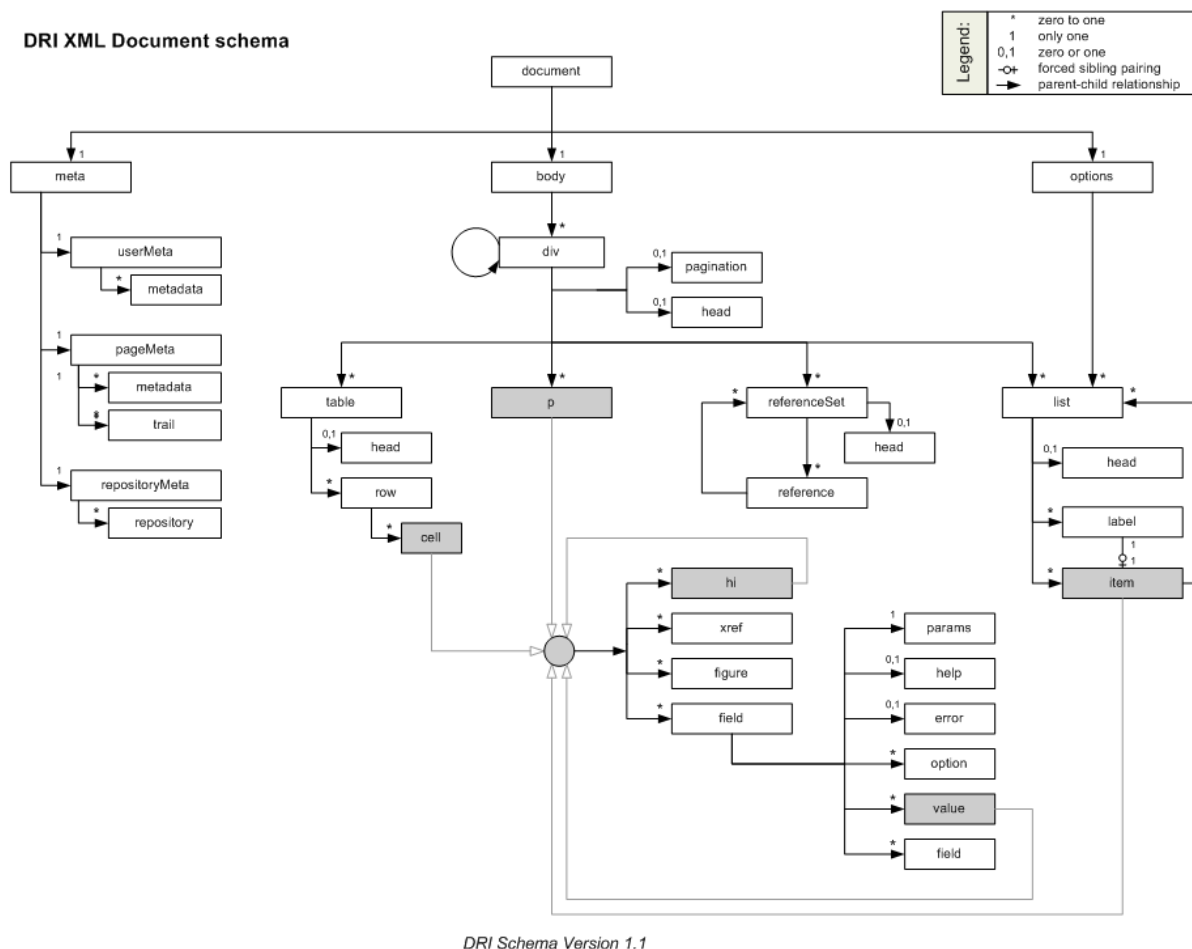 DRI XML Document schema
Legend:
* zero to one
1 only one
0,1 zero or one
forced sibling pairing
parent-child relationship
document
1 1 1
meta body options
1 *
userMeta div
0,1 pagination
* metadata
0,1 head
1 pageMeta
1 * metadata
* * * * * *
table p referenceSet list
* trail
0,1 head 0,1 head 0,1 head
1 repositoryMeta
* row * reference
* repository
* label
* cell
1
1
* hi * item
* xref 1 params
* figure 0,1 help
* field 0,1 error
* option
* value
* field
DRI Schema Version 1.1